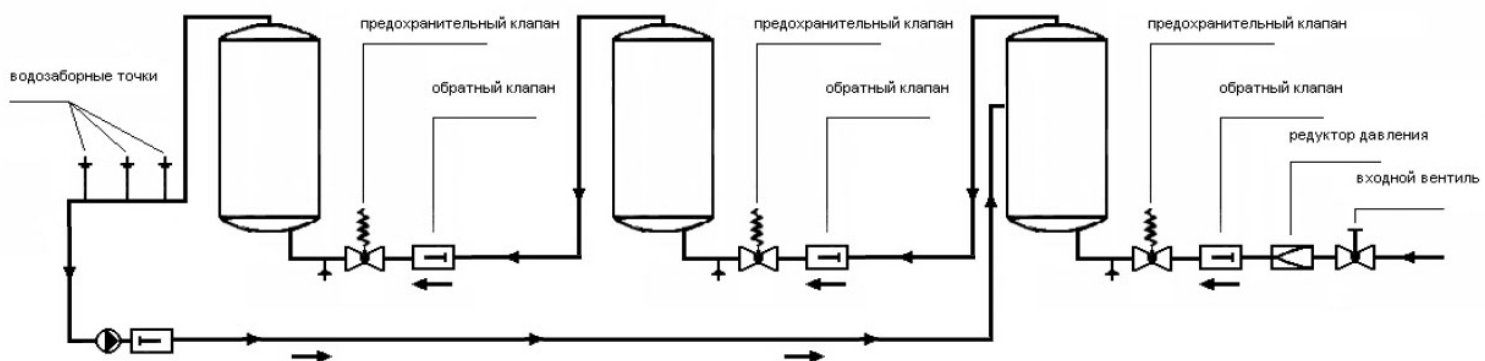 предохранительный клапан
предохранительный клапан
предохранительный клапан
водозаборные точки
обратный клапан
обратный клапан
обратный клапан
редуктор давления
входной вентиль